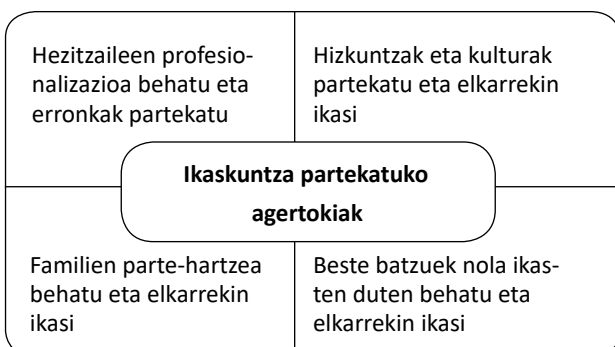 Hezitzaileen profesio-
nalizazioa behatu eta
erronkak partekatu
Hizkuntzak eta kulturak
partekatu eta elkarrekin
ikasi
Ikaskuntza partekatuko
agertokiak
Familien parte-hartzea
behatu eta elkarrekin
ikasi
Beste batzuek nola ikas-
ten duten behatu eta
elkarrekin ikasi